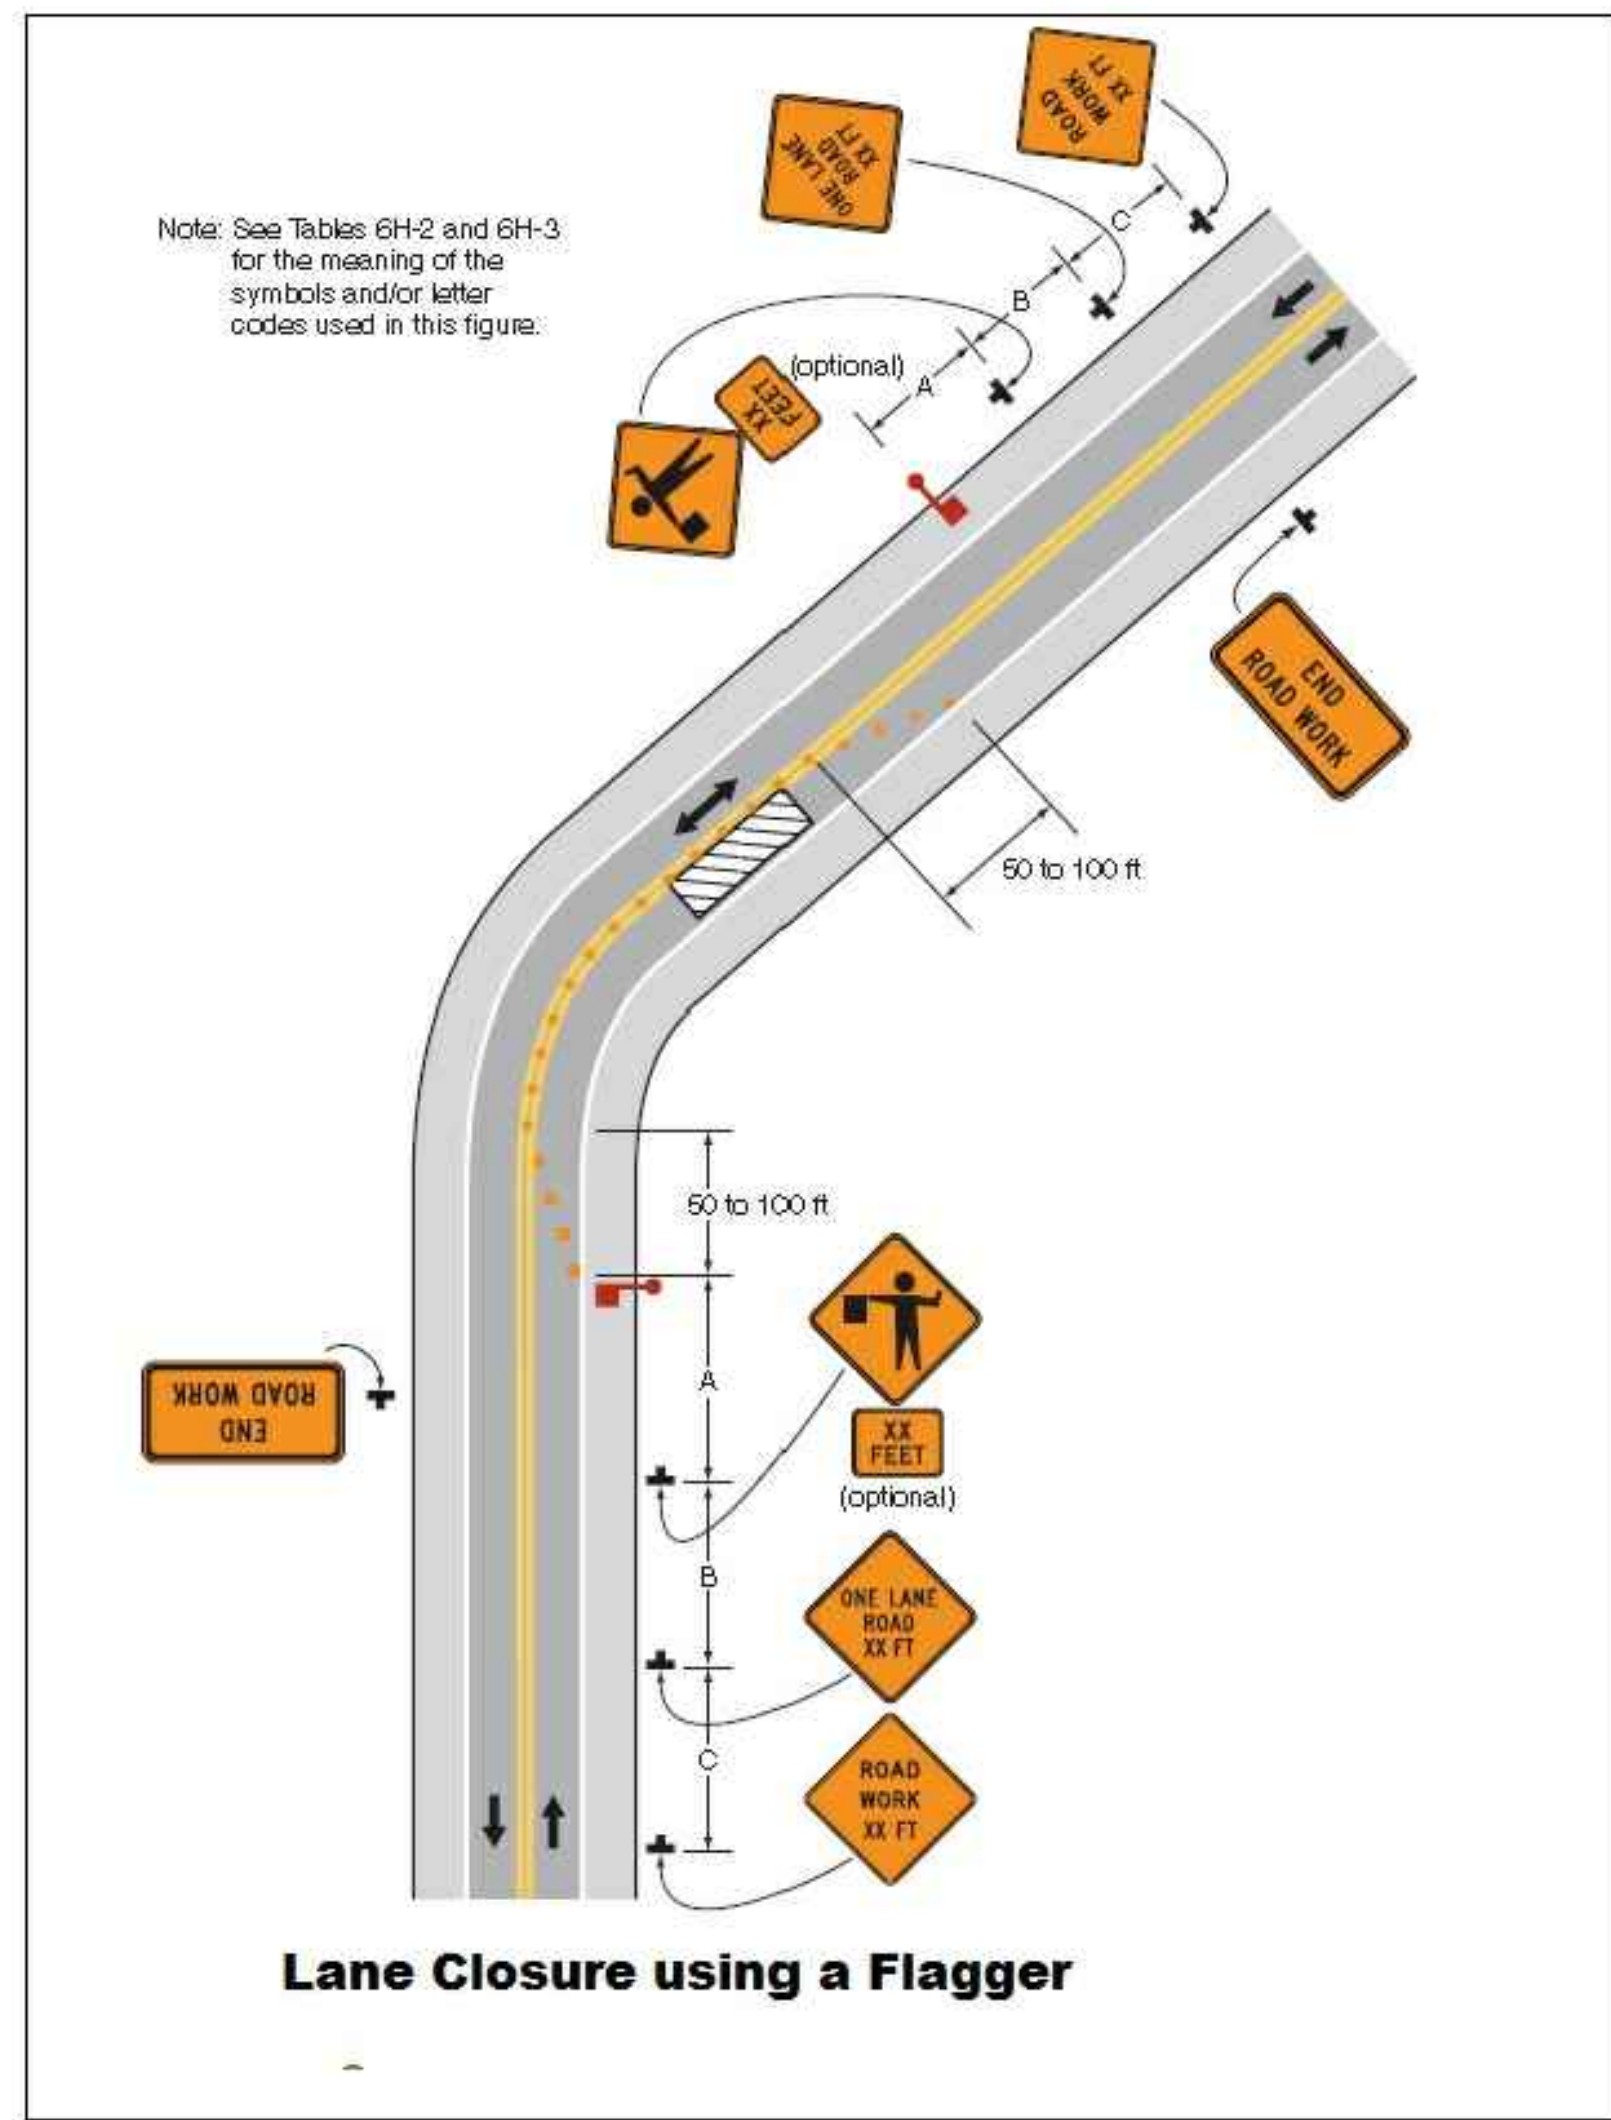 ROAD
WORK
XX FT
ONE LANE
ROAD
XX FT
Note: See Tables 6H-2 and 6H-3
for the meaning of the
symbols and/or letter
codes used in this figure.
C
B
(optional)
A
XX
FEET
END
ROAD WORK
50 to 100 ft
50 to 100 ft
A
END
ROAD WORK
XX
FEET
(optional)
B
ONE LANE
ROAD
XX FT
C
ROAD
WORK
XX FT
Lane Closure using a Flagger